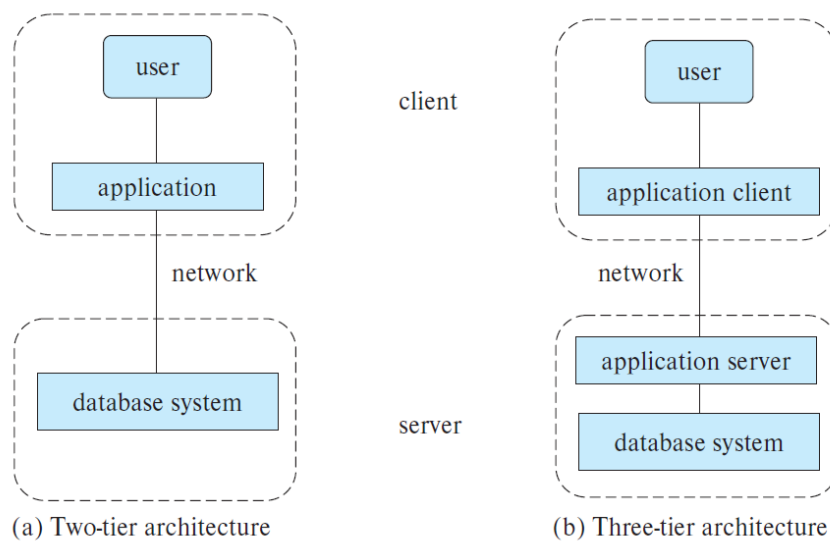 user
application
network
database system
(a) Two-tier architecture
client
server
user
application client
network
application server
database system
(b) Three-tier architecture